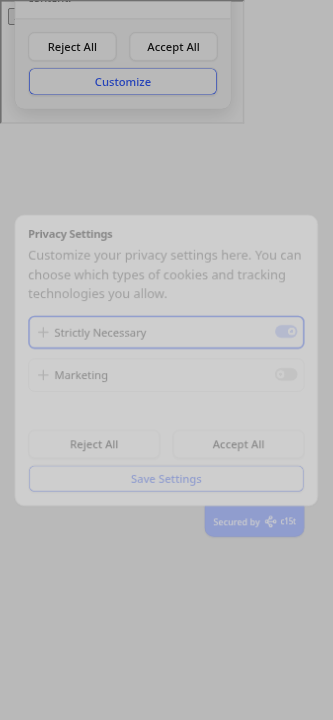 Reject All
Accept All
Customize
Privacy Settings
Customize your privacy settings here. You can
choose which types of cookies and tracking
technologies you allow.
Strictly Necessary
Marketing
Reject All
Accept All
Save Settings
Secured by c15t